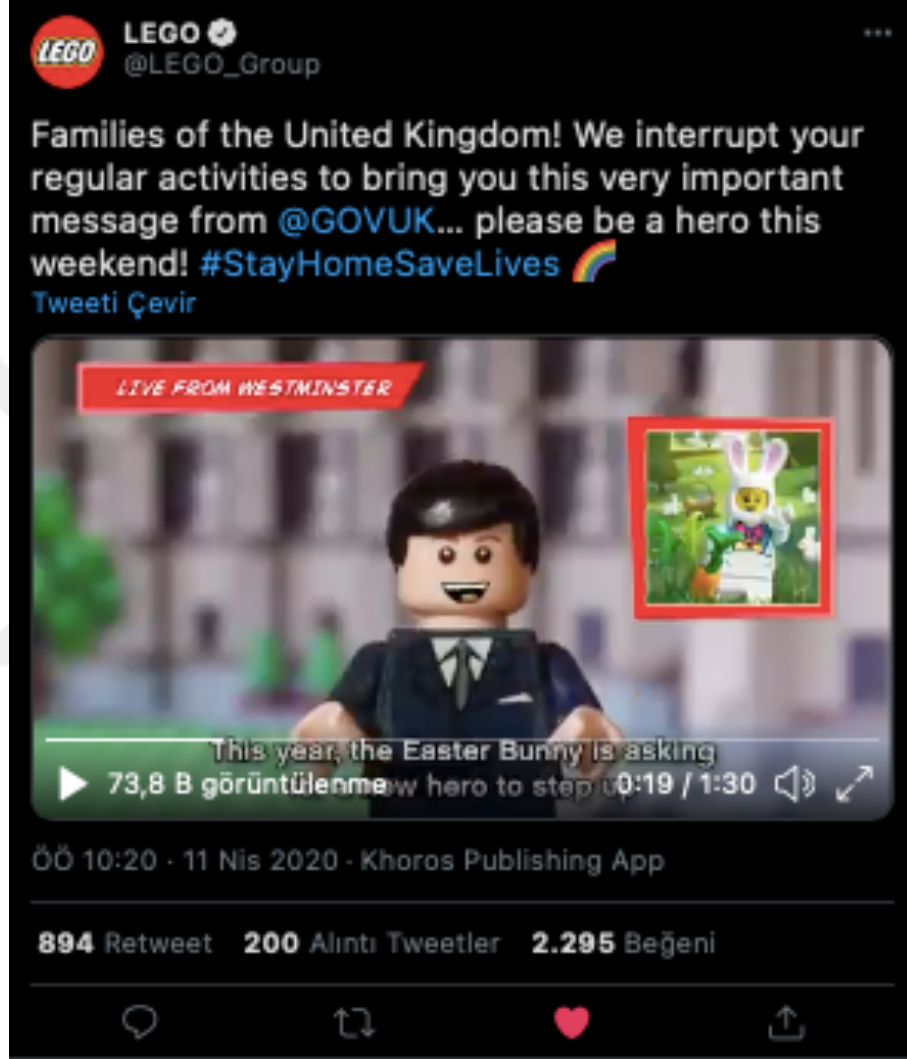 LEGO
LEGO
@LEGO_Group
Families of the United Kingdom! We interrupt your
regular activities to bring you this very important
message from @GOVUK... please be a hero this
weekend! #StayHomeSaveLives 🌈
Tweeti Çevir
LIVE FROM WESTMINSTER
This year, the Easter Bunny is asking
hero to step up
73,8 B görüntülenme
0:19 / 1:30
ÖÖ 10:20 · 11 Nis 2020 · Khoros Publishing App
894 Retweet 200 Alıntı Tweetler 2.295 Beğeni